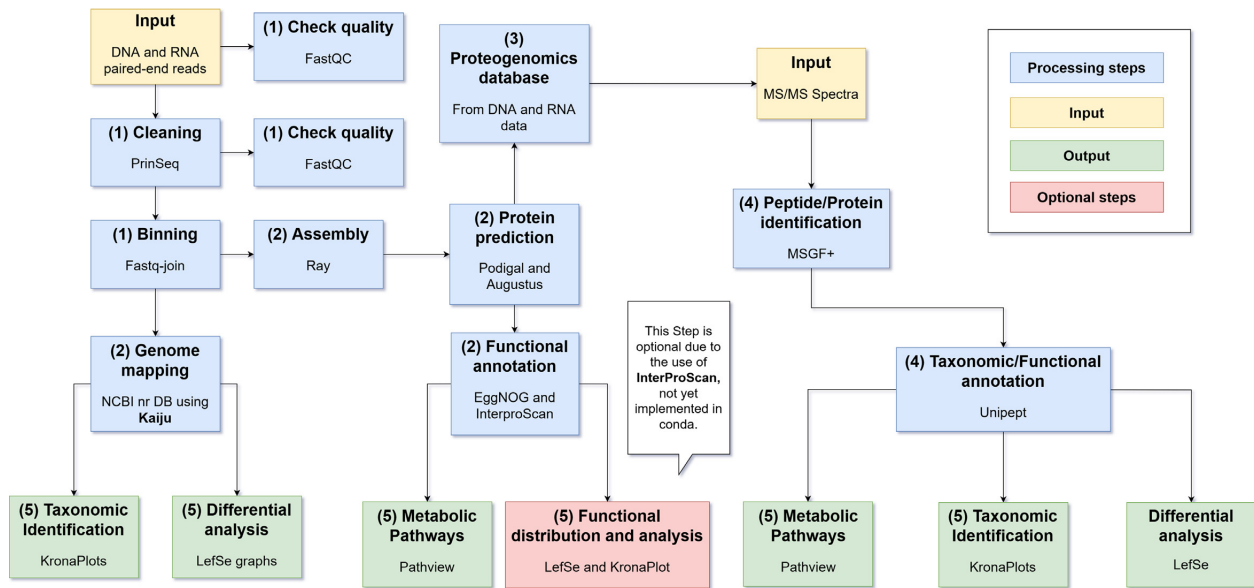 Input
DNA and RNA
paired-end reads
(1) Check quality
FastQC
(3)
Proteogenomics
database
From DNA and RNA
data
Input
MS/MS Spectra
Processing steps
Input
Output
Optional steps
(1) Cleaning
PrinSeq
(1) Check quality
FastQC
(4) Peptide/Protein
identification
MSGF+
(1) Binning
Fastq-join
(2) Assembly
Ray
(2) Protein
prediction
Podigal and
Augustus
(2) Genome
mapping
NCBI nr DB using
Kaiju
(2) Functional
annotation
EggNOG and
InterproScan
This Step is
optional due to
the use of
InterProScan,
not yet
implemented in
conda.
(4) Taxonomic/Functional
annotation
Unipept
(5) Taxonomic
Identification
KronaPlots
(5) Differential
analysis
LefSe graphs
(5) Metabolic
Pathways
Pathview
(5) Functional
distribution and analysis
LefSe and KronaPlot
(5) Metabolic
Pathways
Pathview
(5) Taxonomic
Identification
KronaPlots
Differential
analysis
LefSe